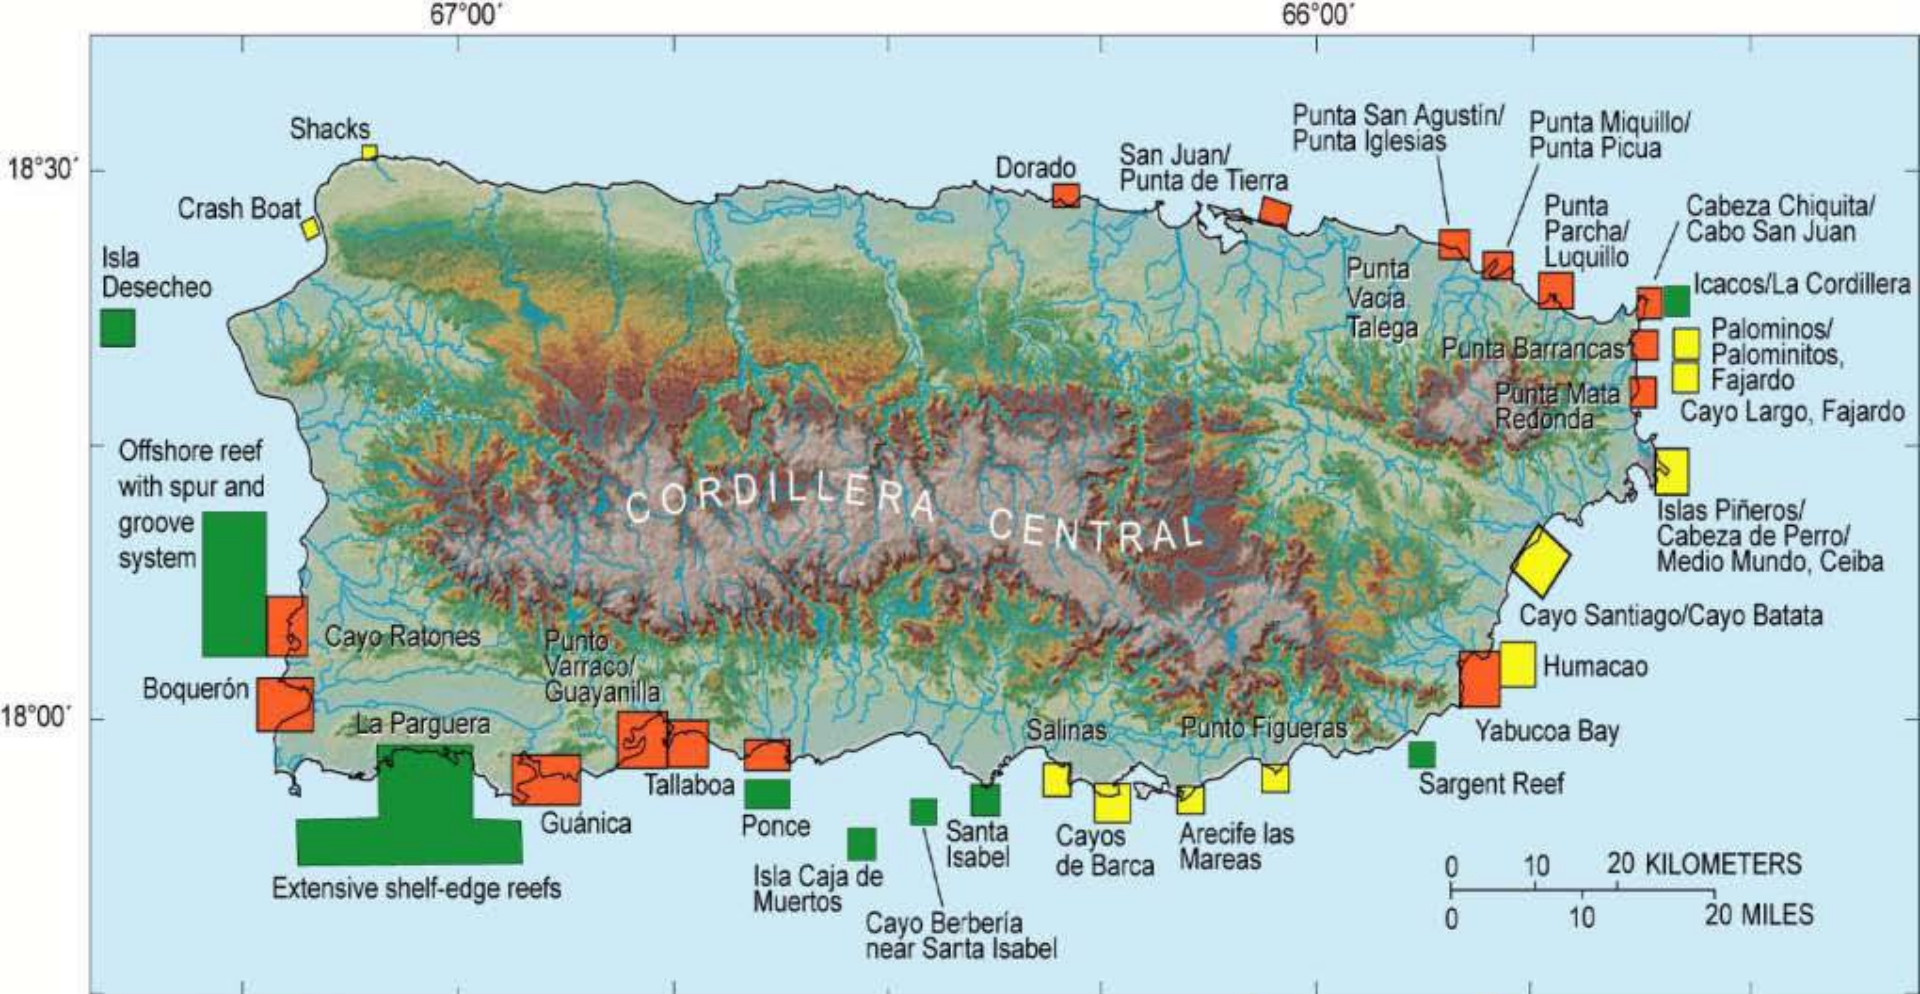 67°00′
66°00′
18°30′
18°00′
Shacks
Crash Boat
Isla
Desecheo
Dorado
San Juan/
Punta de Tierra
Punta San Agustín/
Punta Iglesias
Punta Miquillo/
Punta Picua
Punta
Parcha/
Luquillo
Cabeza Chiquita/
Cabo San Juan
Icacos/La Cordillera
Punta
Vacía
Talega
Punta Barrancas
Palominos/
Palominitos,
Fajardo
Punta Mata
Redonda
Cayo Largo, Fajardo
Offshore reef
with spur and
groove
system
CORDILLERA CENTRAL
Islas Piñeros/
Cabeza de Perro/
Medio Mundo, Ceiba
Cayo Santiago/Cayo Batata
Cayo Ratones
Punto
Varraco/
Guayanilla
Humacao
Boquerón
La Parguera
Salinas
Punto Figueras
Yabucoa Bay
Tallaboa
Sargent Reef
Guánica
Ponce
Santa
Isabel
Cayos
de Barca
Arecife las
Mareas
Extensive shelf-edge reefs
Isla Caja de
Muertos
Cayo Berbería
near Santa Isabel
0 10 20 KILOMETERS
0 10 20 MILES